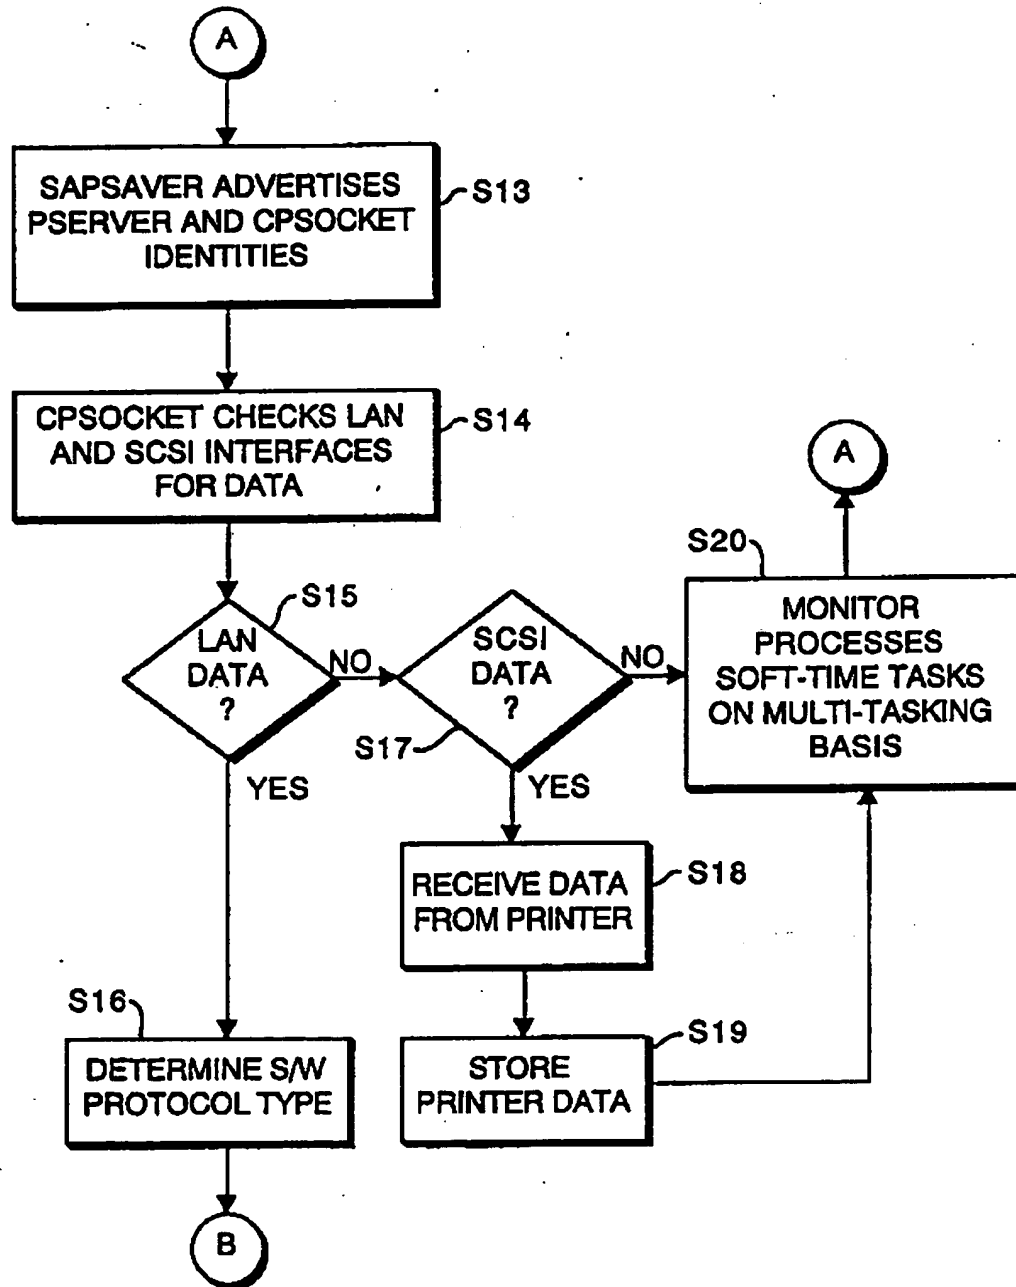 A
SAPSAVER ADVERTISES
PSERVER AND CPSOCKET
IDENTITIES
S13
CPSOCKET CHECKS LAN
AND SCSI INTERFACES
FOR DATA
S14
A
S20
MONITOR
PROCESSES
SOFT-TIME TASKS
ON MULTI-TASKING
BASIS
S15
LAN
DATA
?
NO
YES
SCSI
DATA
?
NO
S17
YES
RECEIVE DATA
FROM PRINTER
S18
S16
DETERMINE S/W
PROTOCOL TYPE
STORE
PRINTER DATA
S19
B